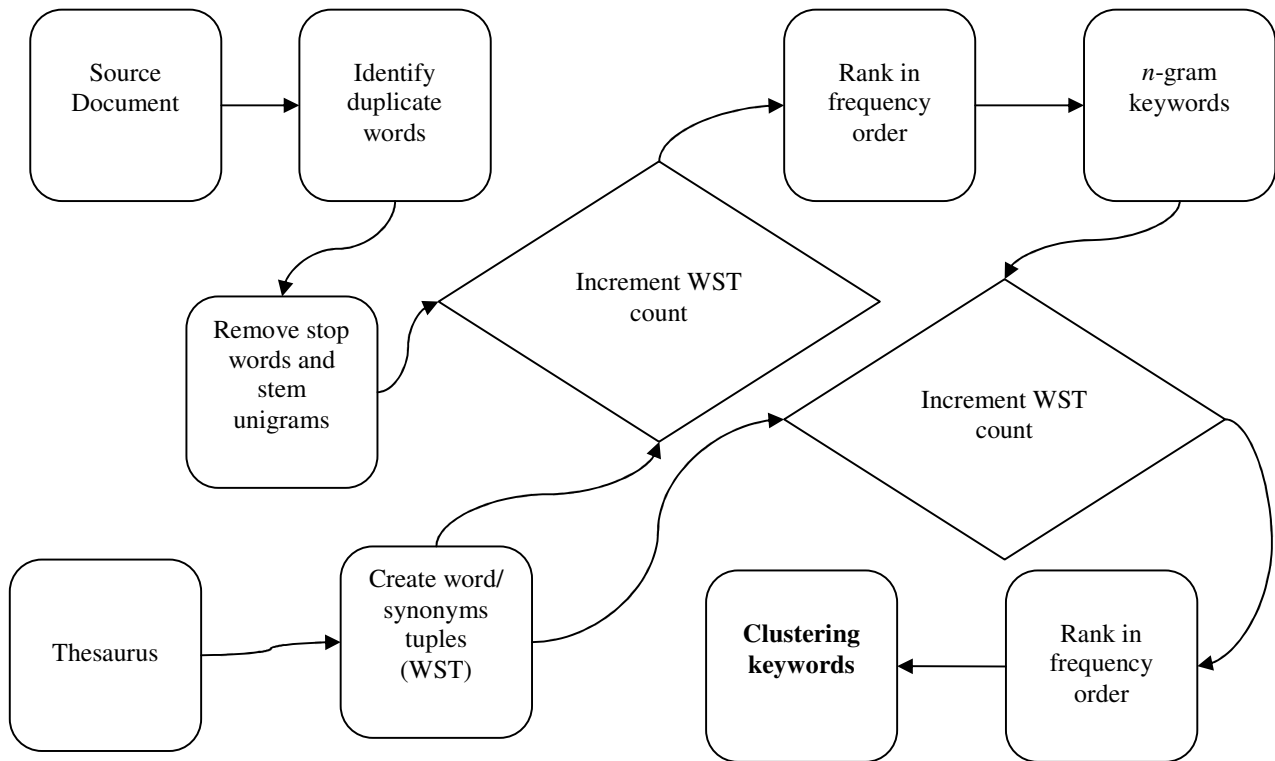 Source
Document
Identify
duplicate
words
Rank in
frequency
order
n-gram
keywords
Increment WST
count
Remove stop
words and
stem
unigrams
Increment WST
count
Thesaurus
Create word/
synonyms
tuples
(WST)
Clustering
keywords
Rank in
frequency
order